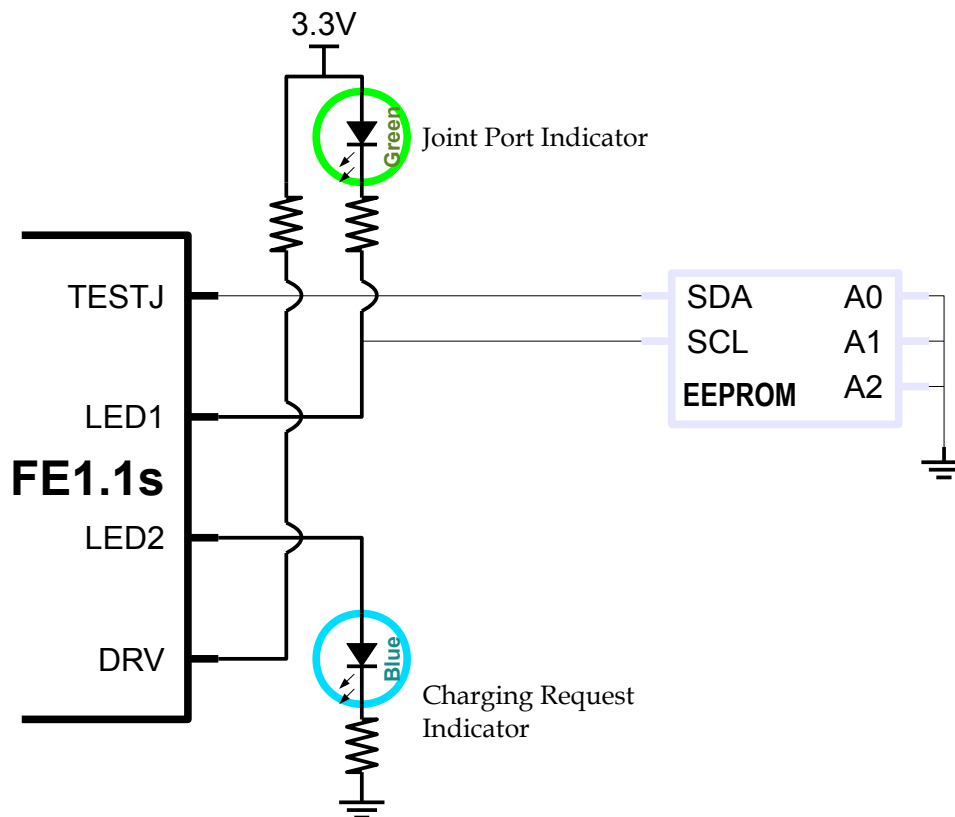 3.3V
Green
Joint Port Indicator
TESTJ
SDA
A0
SCL
A1
EEPROM
A2
LED1
FE1.1s
LED2
DRV
Blue
Charging Request
Indicator